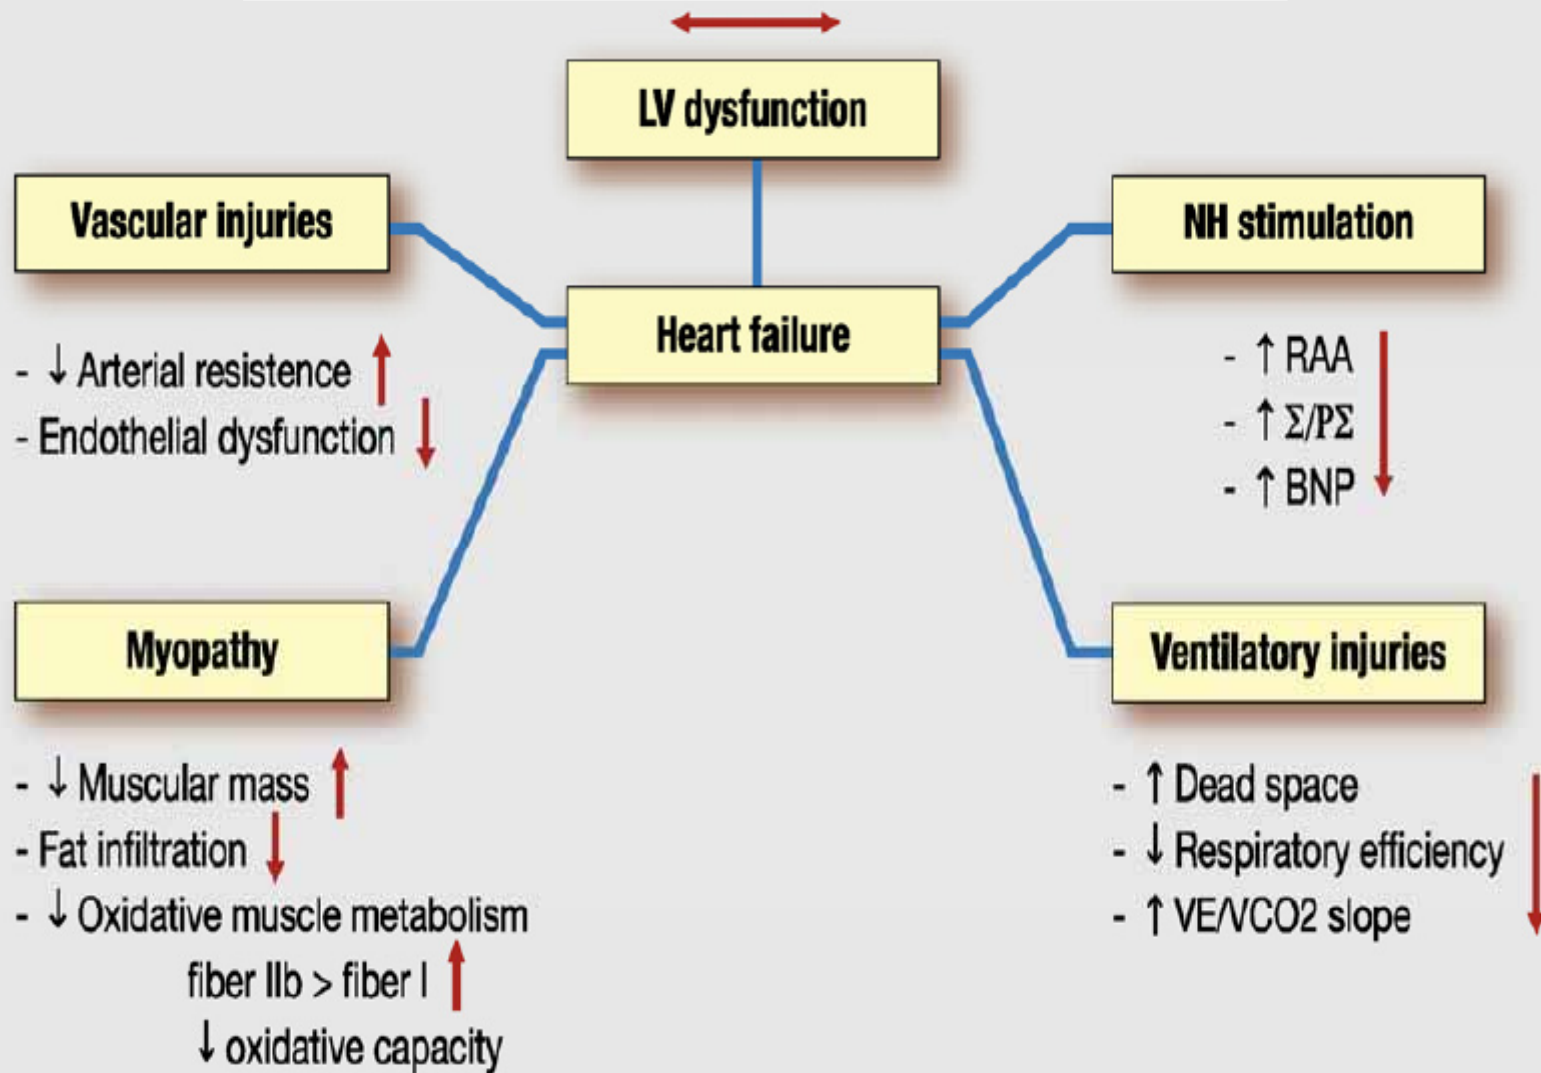 LV dysfunction
Vascular injuries
NH stimulation
Heart failure
- ↓ Arterial resistence
- Endothelial dysfunction
- ↑ RAA
- ↑ Σ/PΣ
- ↑ BNP
Myopathy
Ventilatory injuries
- ↓ Muscular mass
- Fat infiltration
- ↓ Oxidative muscle metabolism
fiber IIb > fiber I
↓ oxidative capacity
- ↑ Dead space
- ↓ Respiratory efficiency
- ↑ VE/VCO2 slope